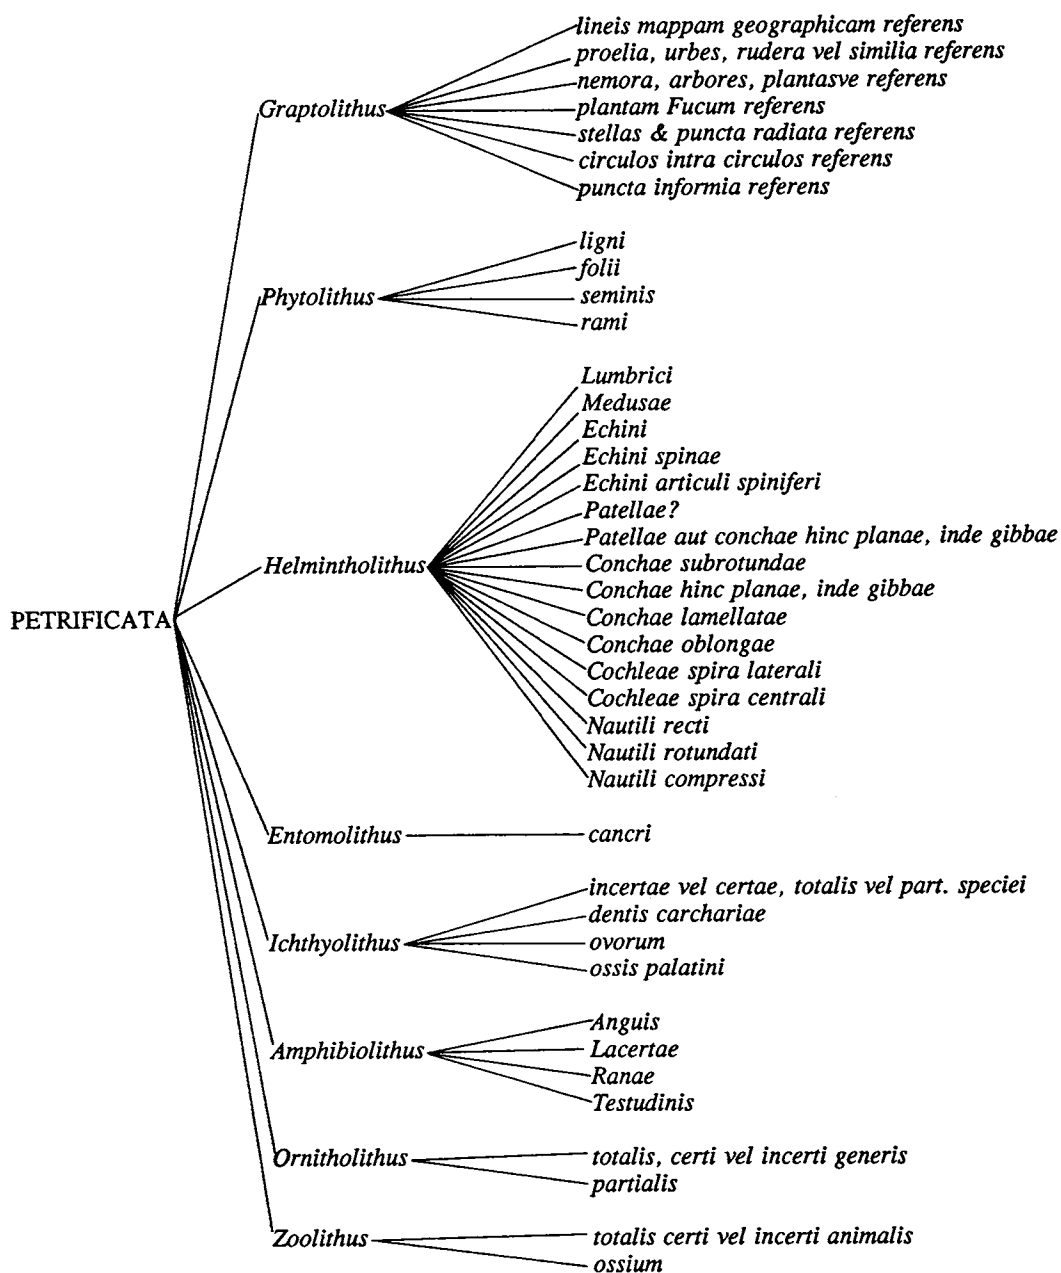 PETRIFICATA
Graptolithus
lineis mappam geographicam referens
proelia, urbes, rudera vel similia referens
nemora, arbores, plantasve referens
plantam Fucum referens
stellas & puncta radiata referens
circulos intra circulos referens
puncta informia referens
Phytolithus
ligni
folii
seminis
rami
Helmintholithus
Lumbrici
Medusae
Echini
Echini spinae
Echini articuli spiniferi
Patellae?
Patellae aut conchae hinc planae, inde gibbae
Conchae subrotundae
Conchae hinc planae, inde gibbae
Conchae lamellatae
Conchae oblongae
Cochleae spira laterali
Cochleae spira centrali
Nautili recti
Nautili rotundati
Nautili compressi
Entomolithus
cancri
Ichthyolithus
incertae vel certae, totalis vel part. speciei
dentis carchariae
ovorum
ossis palatini
Amphibiolithus
Anguis
Lacertae
Ranae
Testudinis
Ornitholithus
totalis, certi vel incerti generis
partialis
Zoolithus
totalis certi vel incerti animalis
ossium